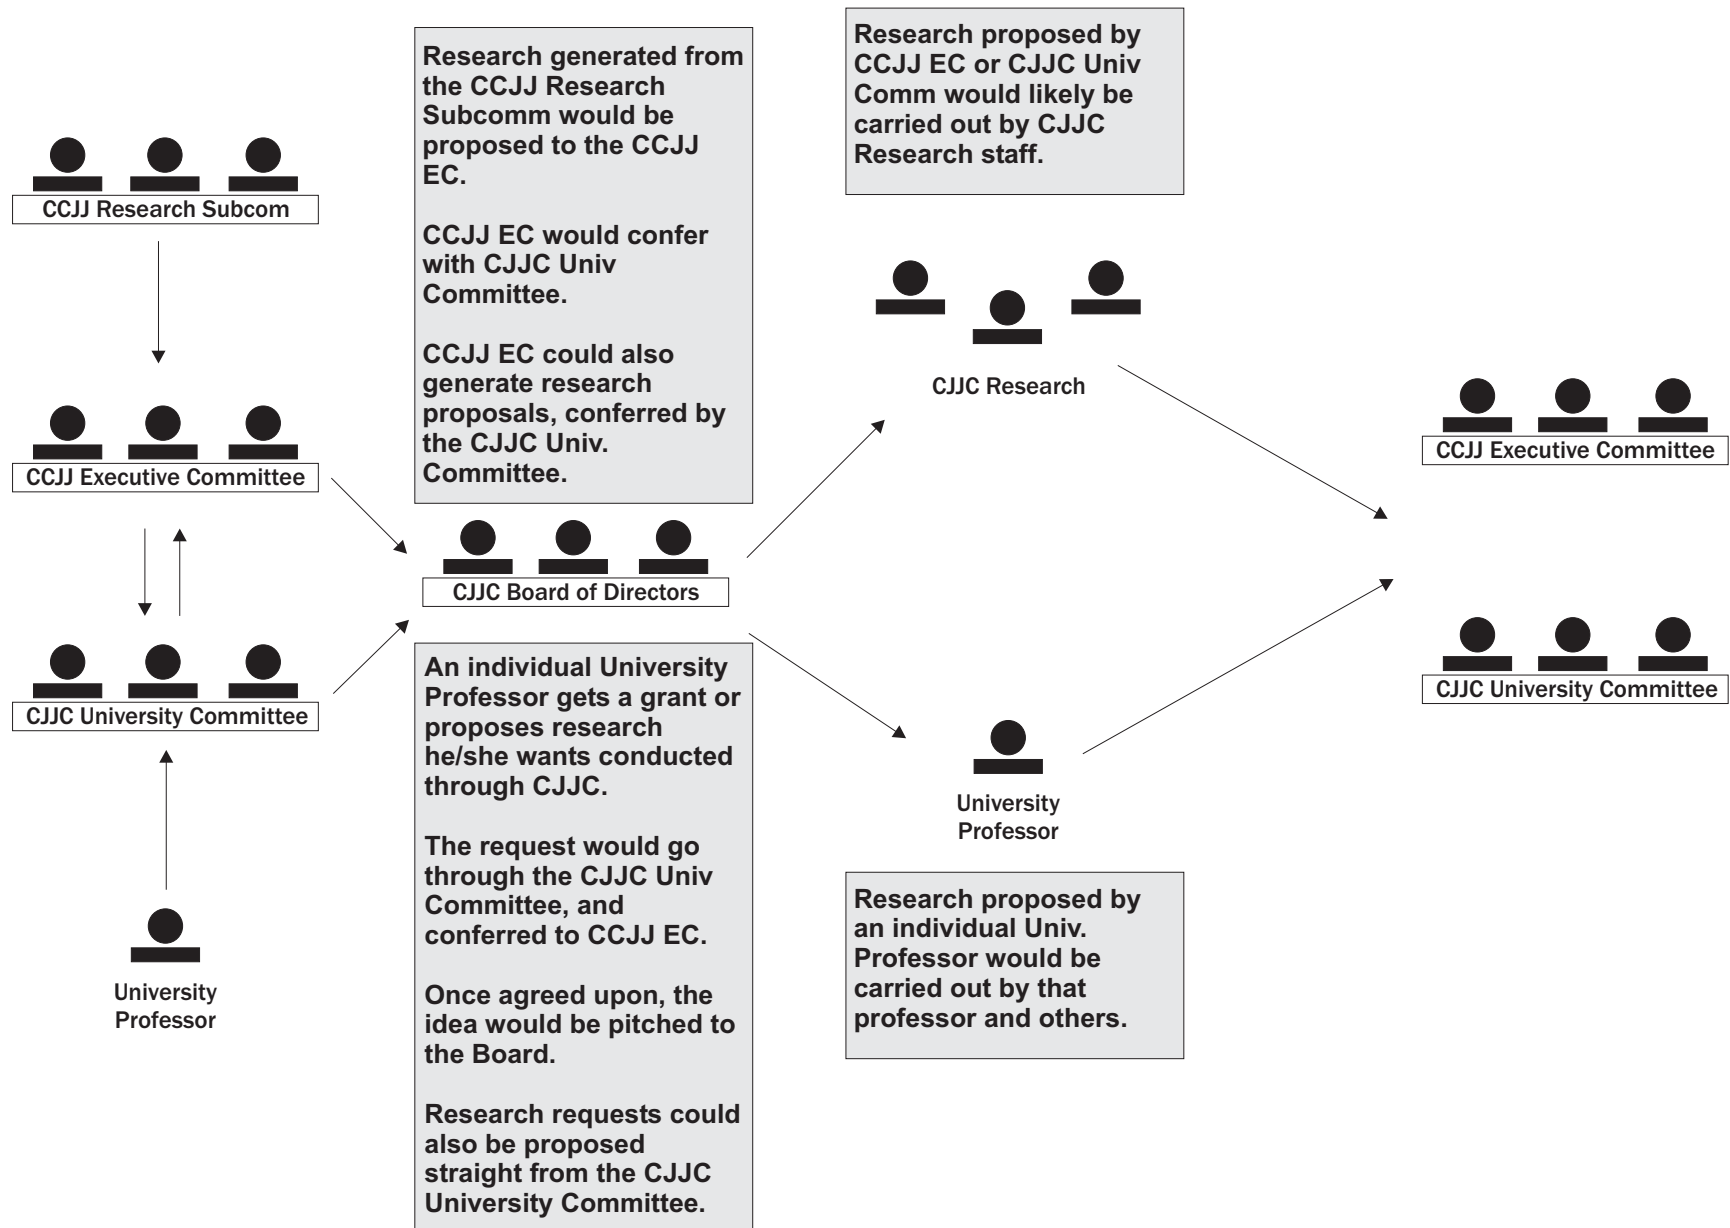 CCJJ Research Subcom
CCJJ Executive Committee
CJJC University Committee
University
Professor
Research generated from
the CCJJ Research
Subcomm would be
proposed to the CCJJ
EC.
CCJJ EC would confer
with CJJC Univ
Committee.
CCJJ EC could also
generate research
proposals, conferred by
the CJJC Univ.
Committee.
CJJC Board of Directors
An individual University
Professor gets a grant or
proposes research
he/she wants conducted
through CJJC.
The request would go
through the CJJC Univ
Committee, and
conferred to CCJJ EC.
Once agreed upon, the
idea would be pitched to
the Board.
Research requests could
also be proposed
straight from the CJJC
University Committee.
Research proposed by
CCJJ EC or CJJC Univ
Comm would likely be
carried out by CJJC
Research staff.
CJJC Research
University
Professor
Research proposed by
an individual Univ.
Professor would be
carried out by that
professor and others.
CCJJ Executive Committee
CJJC University Committee